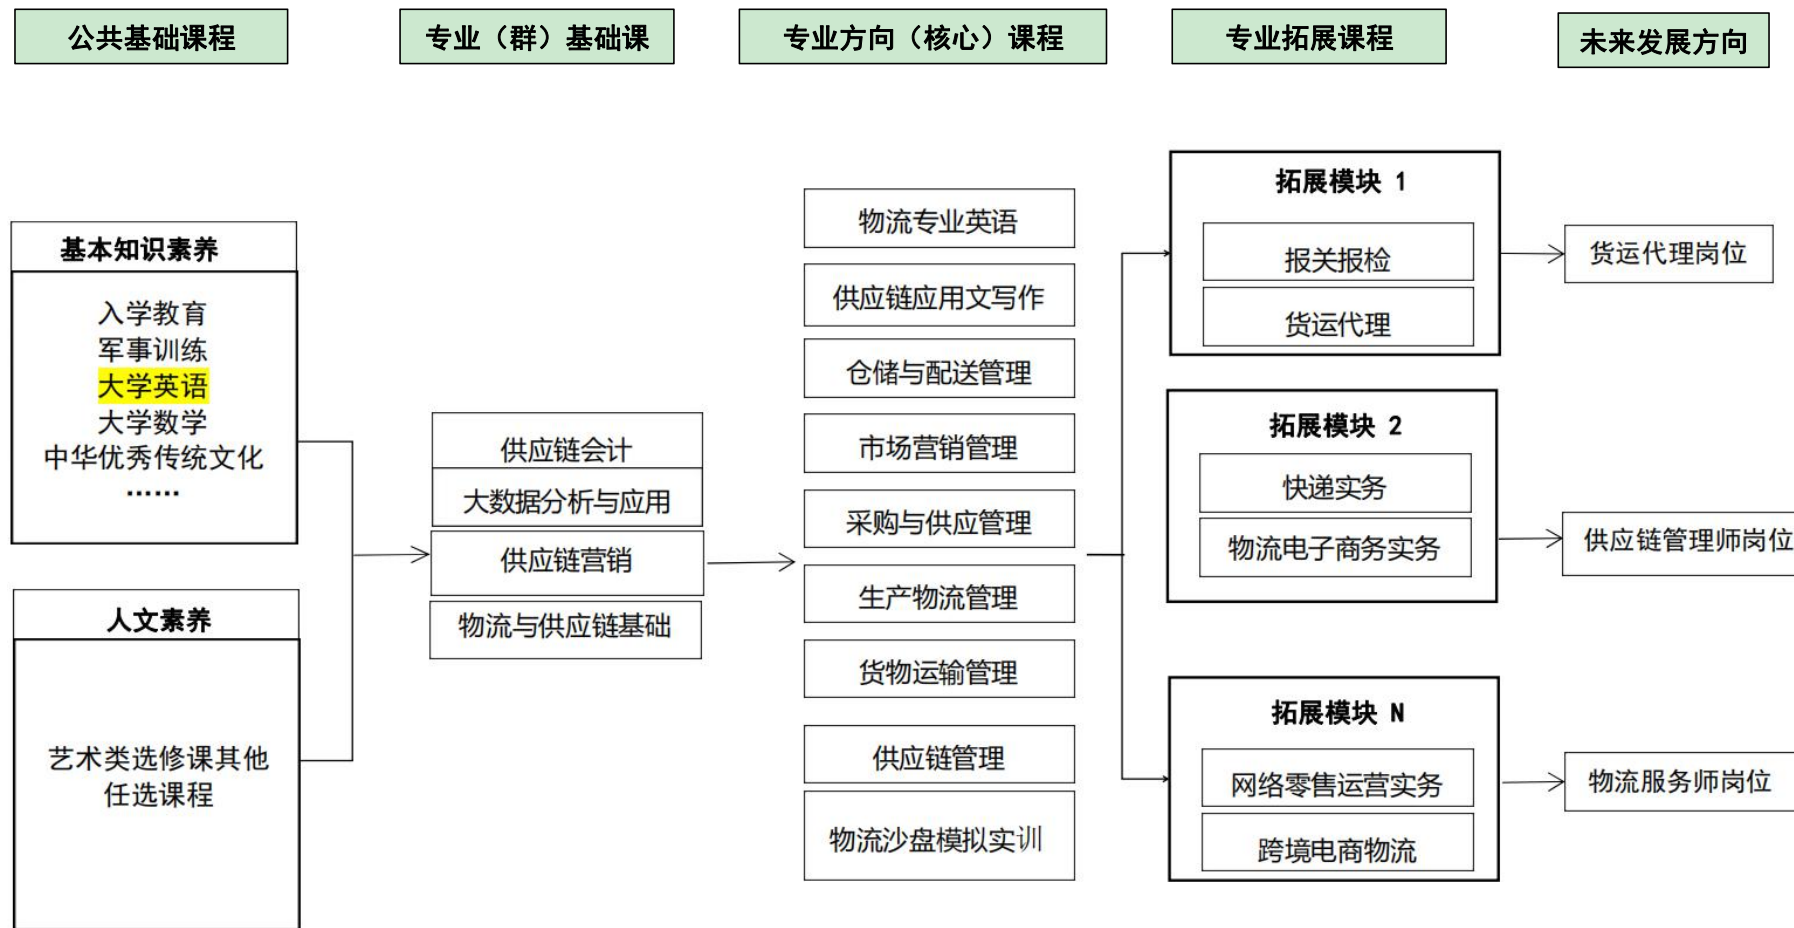 公共基础课程
专业（群）基础课
专业方向（核心）课程
专业拓展课程
未来发展方向
基本知识素养
入学教育
军事训练
大学英语
大学数学
中华优秀传统文化
……
人文素养
艺术类选修课其他
任选课程
供应链会计
大数据分析与应用
供应链营销
物流与供应链基础
物流专业英语
供应链应用文写作
仓储与配送管理
市场营销管理
采购与供应管理
生产物流管理
货物运输管理
供应链管理
物流沙盘模拟实训
拓展模块 1
报关报检
货运代理
拓展模块 2
快递实务
物流电子商务实务
拓展模块 N
网络零售运营实务
跨境电商物流
货运代理岗位
供应链管理师岗位
物流服务师岗位